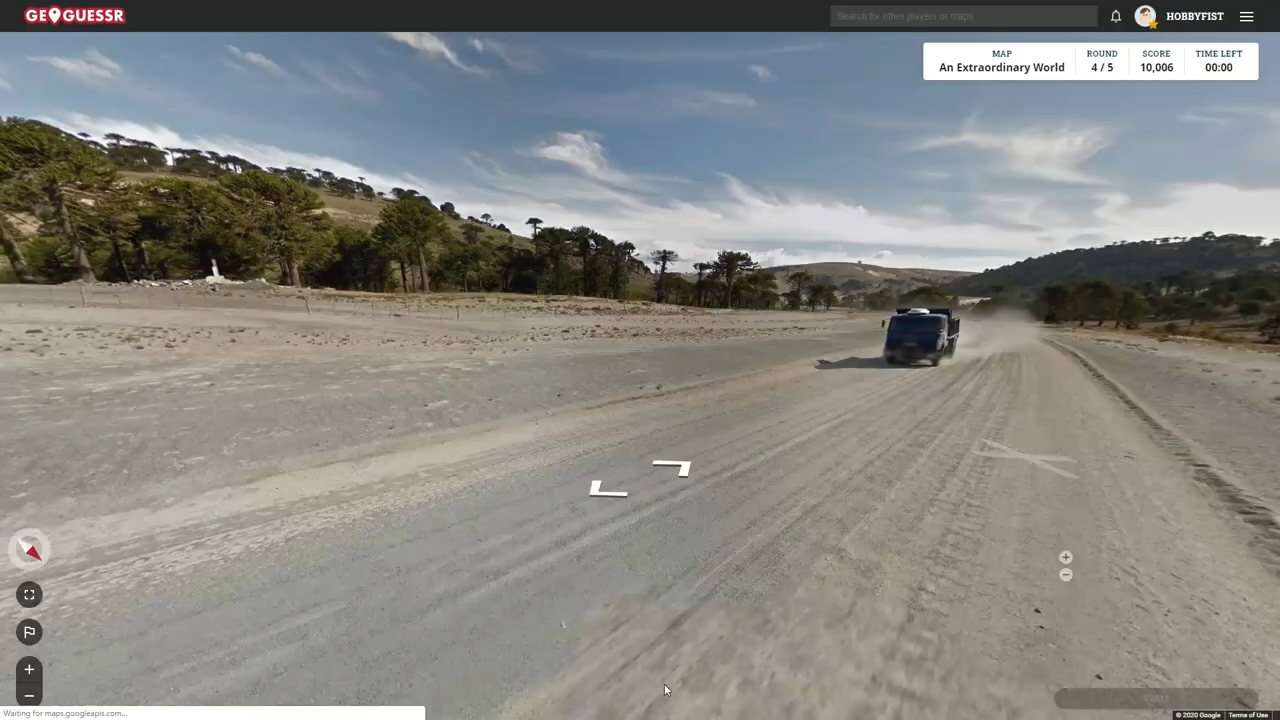 GEOGUESSR
Search for other players or maps
HOBBYFIST
MAP
An Extraordinary World
ROUND
4 / 5
SCORE
10,006
TIME LEFT
00:00
Waiting for maps.googleapis.com...
GUESS
© 2020 Google
Terms of Use